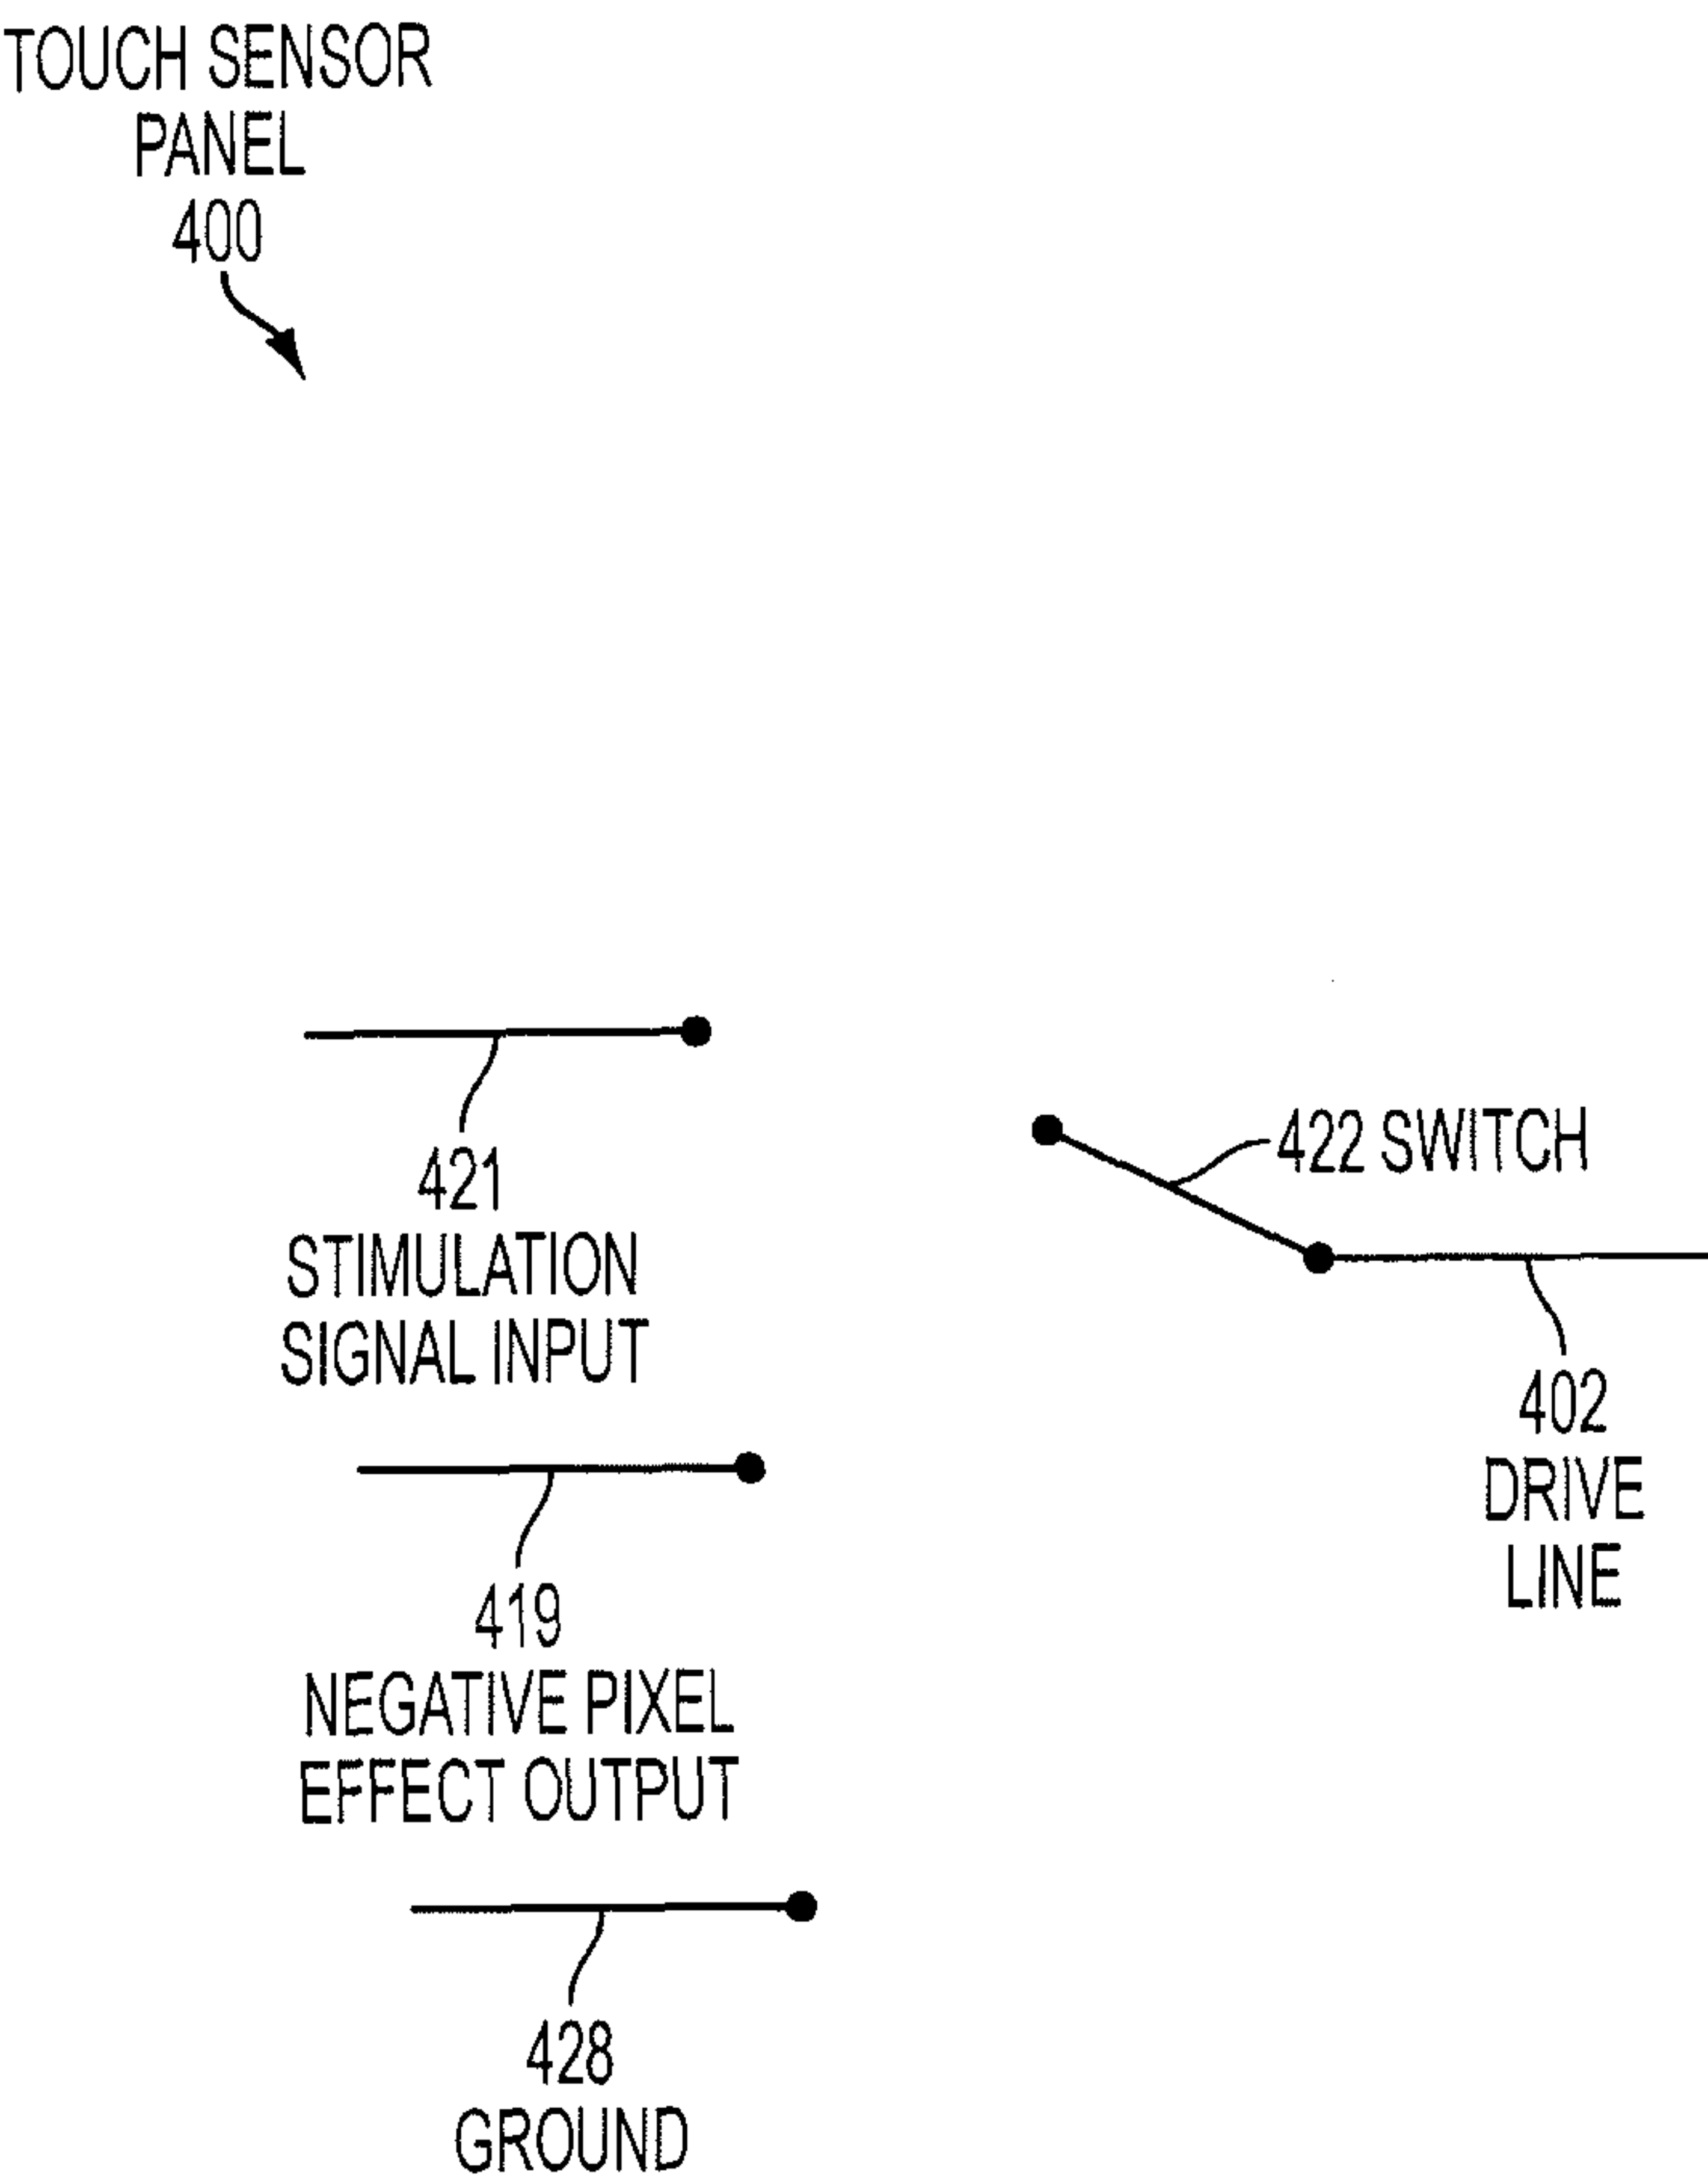 TOUCH SENSOR
PANEL
400
421
STIMULATION
SIGNAL INPUT
422 SWITCH
402
DRIVE
LINE
419
NEGATIVE PIXEL
EFFECT OUTPUT
428
GROUND